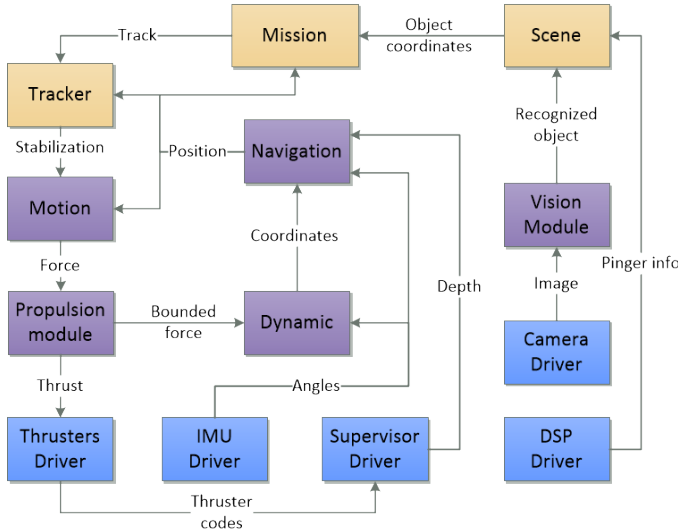 Track
Mission
Object
coordinates
Scene
Tracker
Recognized
object
Stabilization
Position
Navigation
Motion
Vision
Module
Coordinates
Force
Pinger info
Depth
Image
Propulsion
module
Bounded
force
Dynamic
Camera
Driver
Thrust
Angles
Thrusters
Driver
IMU
Driver
Supervisor
Driver
DSP
Driver
Thruster
codes